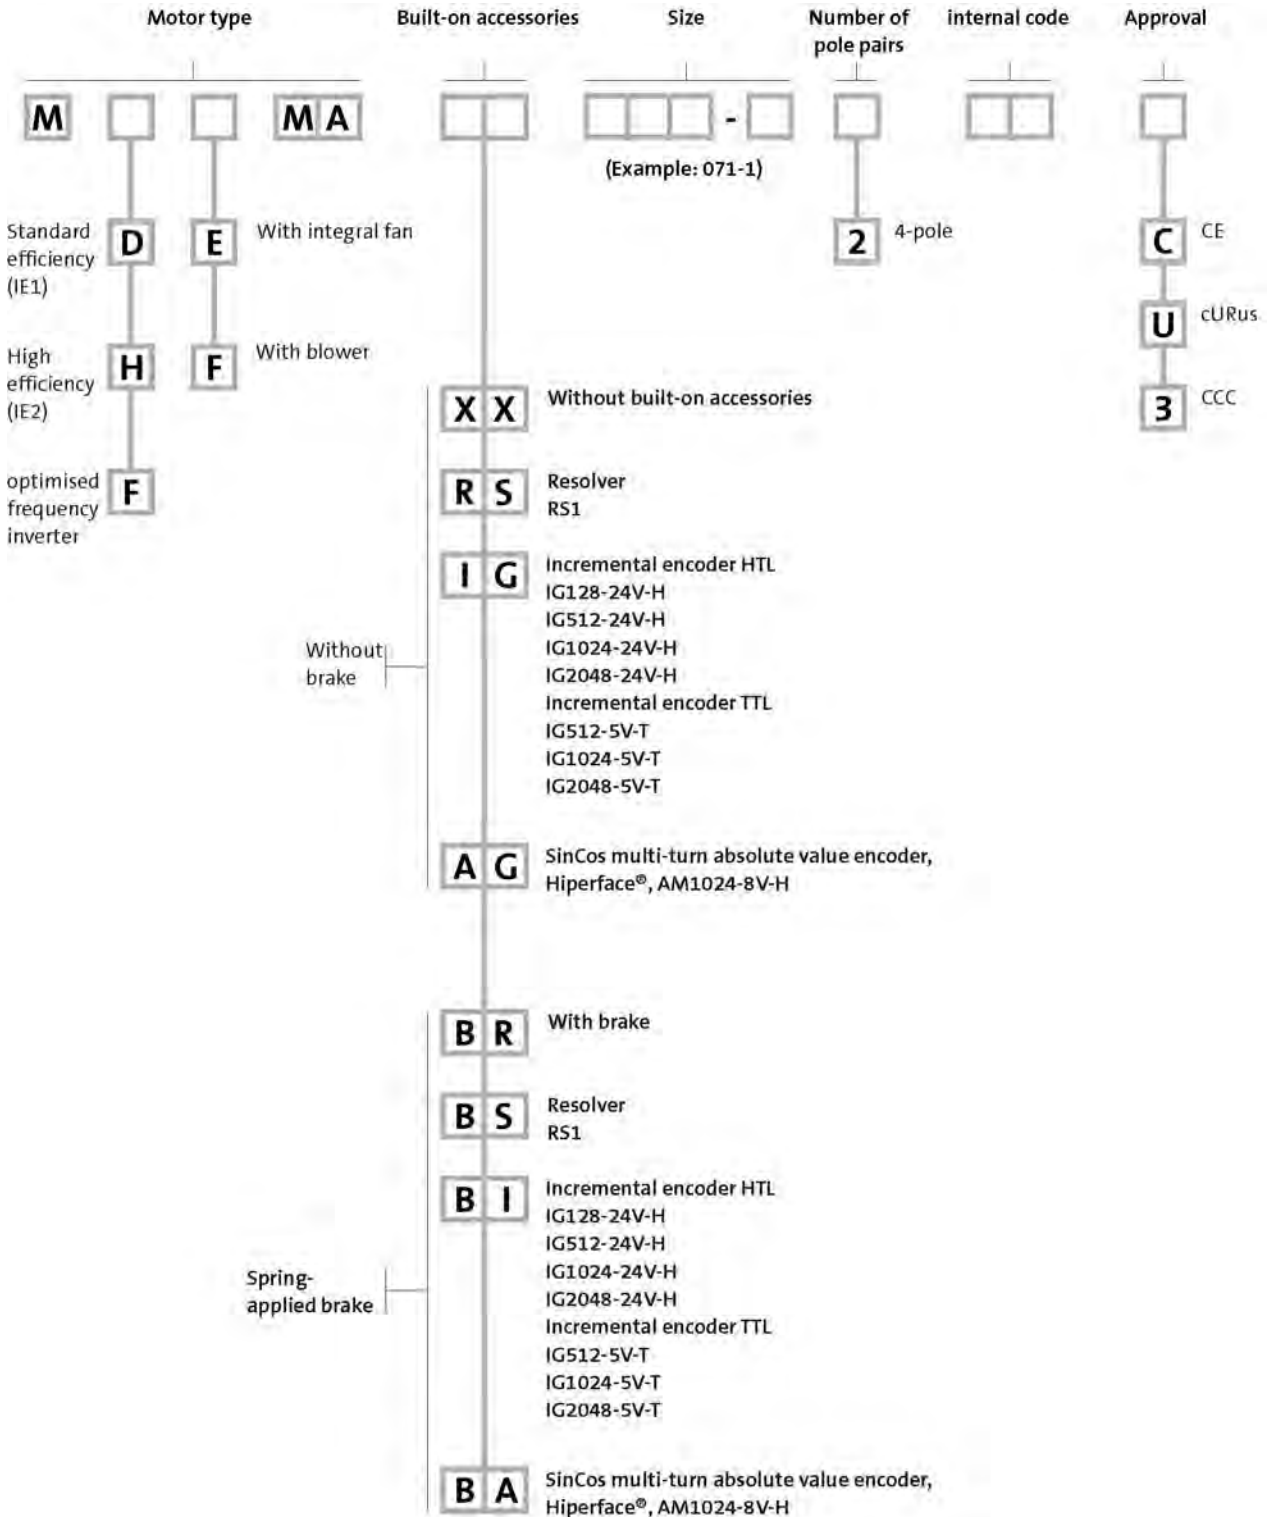 Motor type
Built-on accessories
Size
Number of
pole pairs
internal code
Approval
M
M A
-
(Example: 071-1)
Standard
efficiency
(IE1)
D
E
With integral fan
2
4-pole
C
CE
High
efficiency
(IE2)
H
F
With blower
U
cURus
optimised
frequency
inverter
F
3
CCC
Without
brake
X X
Without built-on accessories
R S
Resolver
RS1
I G
Incremental encoder HTL
IG128-24V-H
IG512-24V-H
IG1024-24V-H
IG2048-24V-H
Incremental encoder TTL
IG512-5V-T
IG1024-5V-T
IG2048-5V-T
A G
SinCos multi-turn absolute value encoder,
Hiperface®, AM1024-8V-H
Spring-
applied brake
B R
With brake
B S
Resolver
RS1
B I
Incremental encoder HTL
IG128-24V-H
IG512-24V-H
IG1024-24V-H
IG2048-24V-H
Incremental encoder TTL
IG512-5V-T
IG1024-5V-T
IG2048-5V-T
B A
SinCos multi-turn absolute value encoder,
Hiperface®, AM1024-8V-H